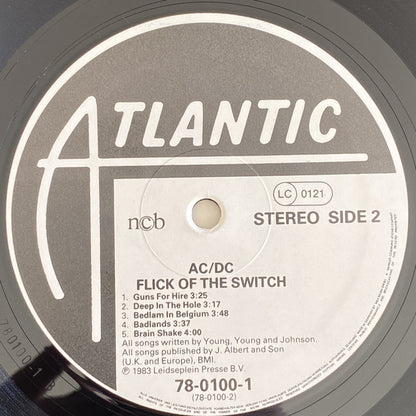 ATLANTIC
LC 0121
ncb
STEREO SIDE 2
AC/DC
FLICK OF THE SWITCH
1. Guns For Hire 3:25
2. Deep In The Hole 3:17
3. Bedlam in Belgium 3:48
4. Badlands 3:37
5. Brain Shake 4:00
All songs written by Young, Young and Johnson.
All songs published by J. Albert and Son
(U.K. and Europe), BMI.
℗ 1983 Leidseplein Presse B.V.
78-0100-1
(78-0100-2)